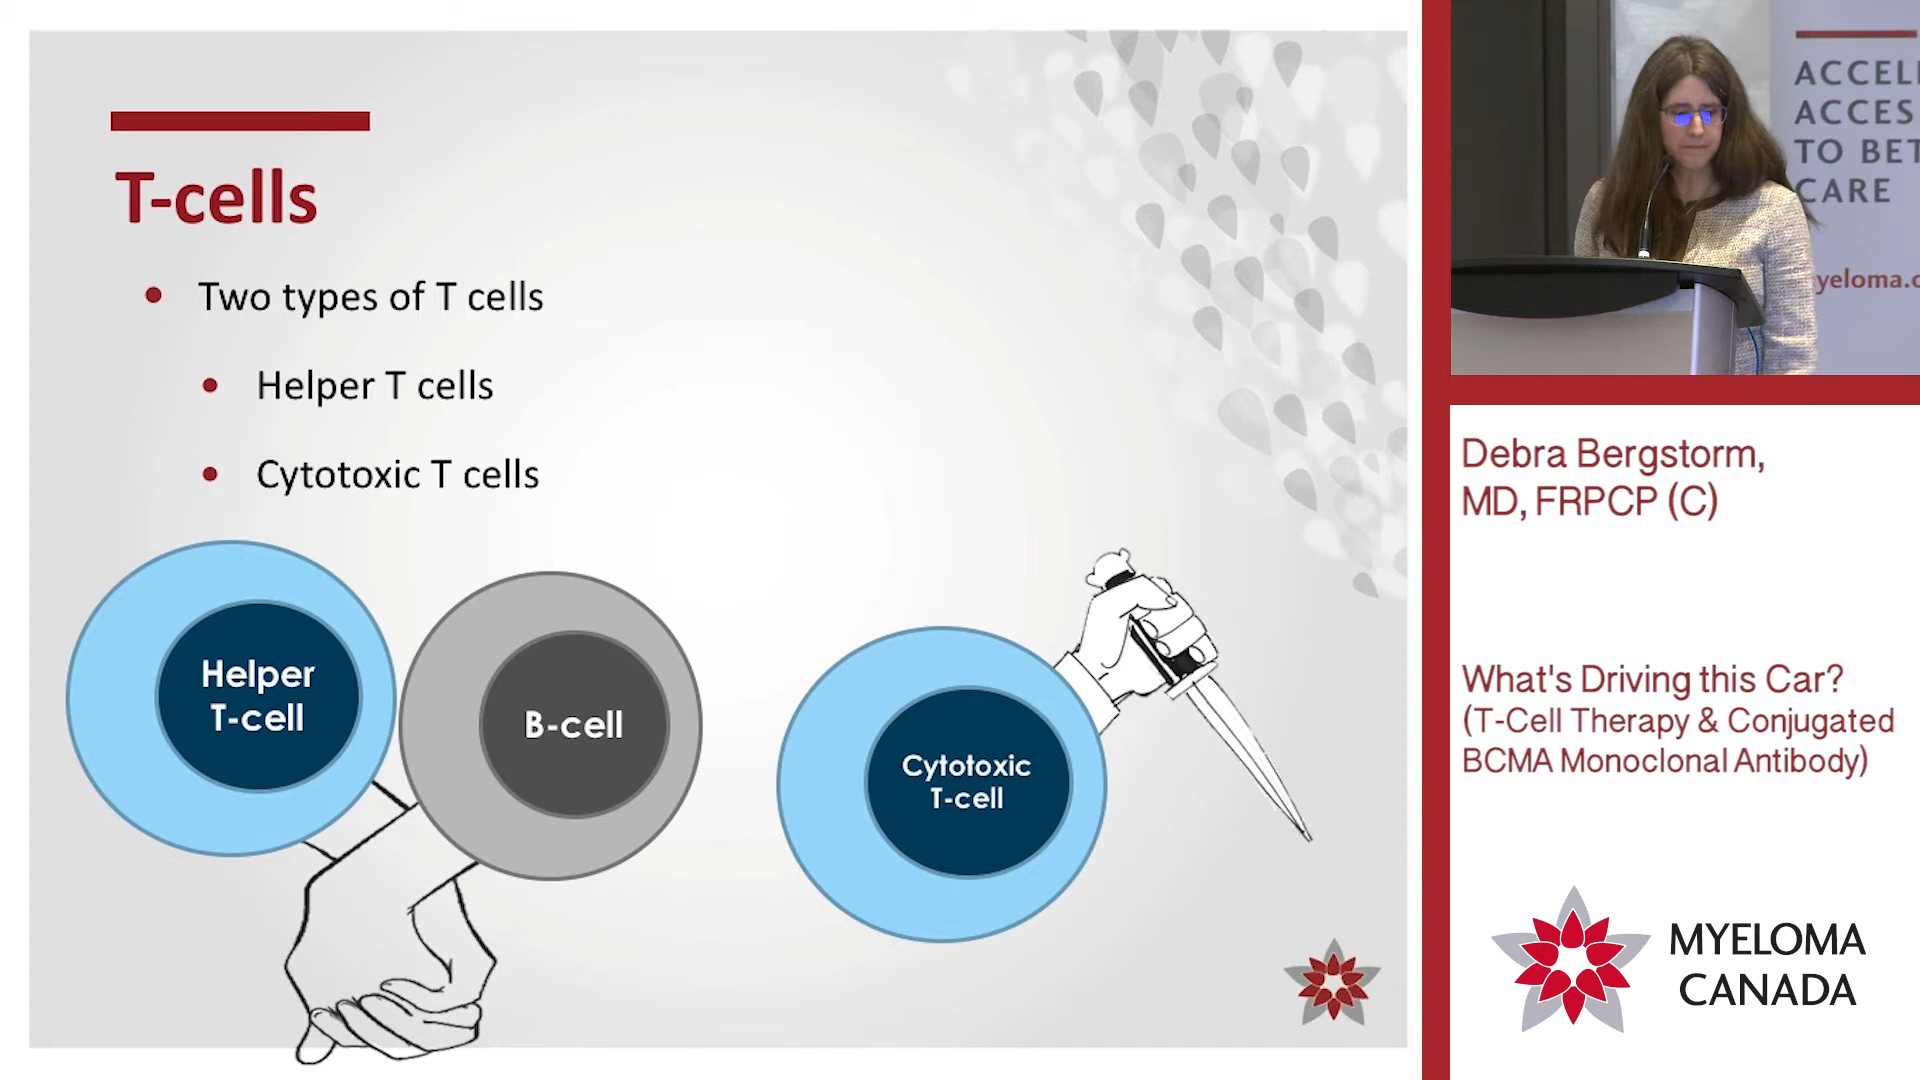 T-cells
Two types of T cells
Helper T cells
Cytotoxic T cells
Helper
T-cell
B-cell
Cytotoxic
T-cell
ACCEL
ACCES
TO BET
CARE
yeloma.c
Debra Bergstorm,
MD, FRPCP (C)
What's Driving this Car?
(T-Cell Therapy & Conjugated
BCMA Monoclonal Antibody)
MYELOMA
CANADA